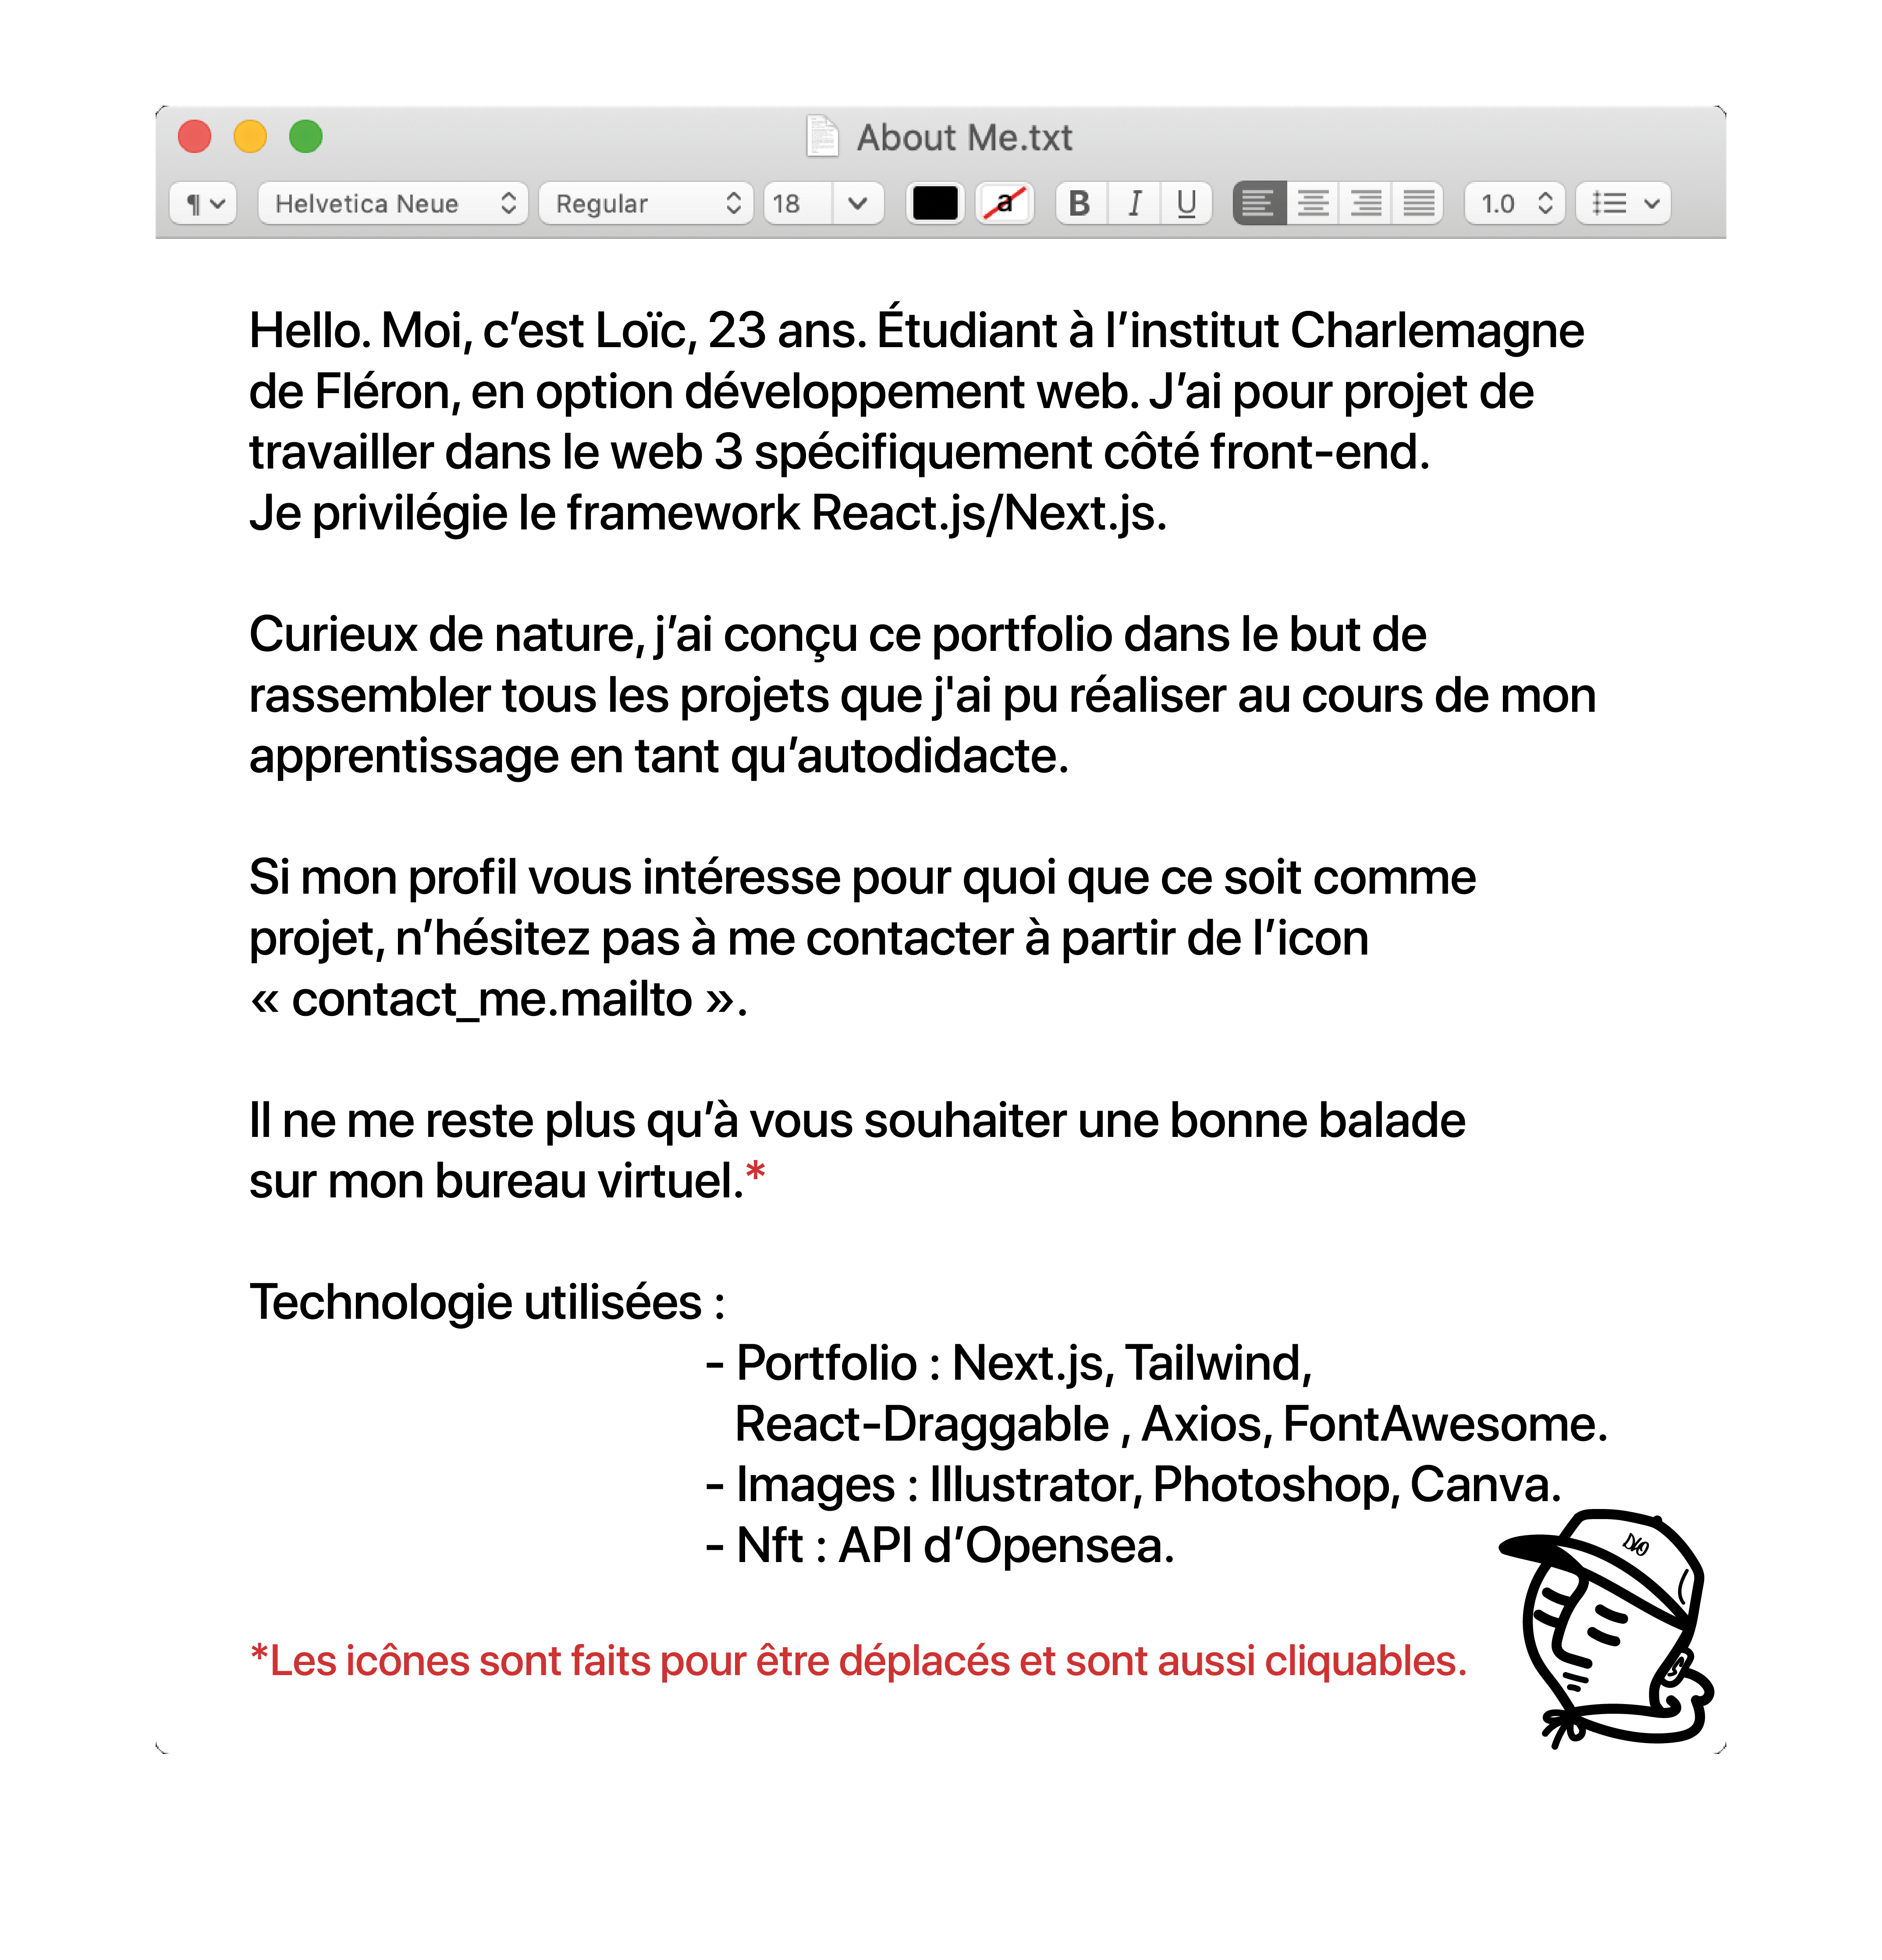 About Me.txt
¶ Helvetica Neue Regular 18 a B I U 1.0
Hello. Moi, c’est Loïc, 23 ans. Étudiant à l’institut Charlemagne
de Fléron, en option développement web. J’ai pour projet de
travailler dans le web 3 spécifiquement côté front-end.
Je privilégie le framework React.js/Next.js.
Curieux de nature, j’ai conçu ce portfolio dans le but de
rassembler tous les projets que j'ai pu réaliser au cours de mon
apprentissage en tant qu’autodidacte.
Si mon profil vous intéresse pour quoi que ce soit comme
projet, n’hésitez pas à me contacter à partir de l’icon
« contact_me.mailto ».
Il ne me reste plus qu’à vous souhaiter une bonne balade
sur mon bureau virtuel.*
Technologie utilisées :
- Portfolio : Next.js, Tailwind,
React-Draggable , Axios, FontAwesome.
- Images : Illustrator, Photoshop, Canva.
- Nft : API d’Opensea.
*Les icônes sont faits pour être déplacés et sont aussi cliquables.